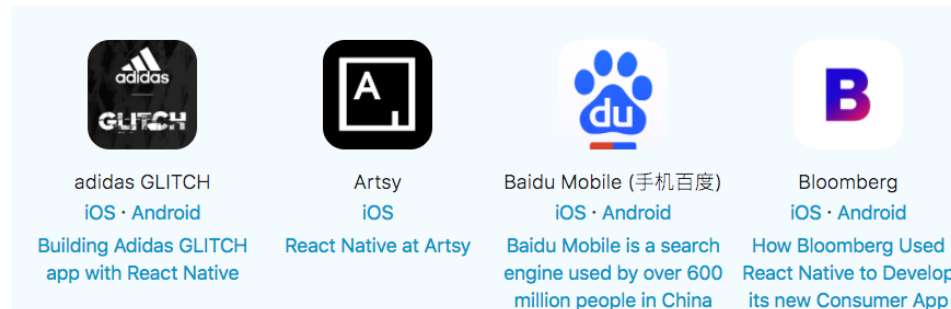 adidas
GLITCH
A
du
B
adidas GLITCH
Artsy
Baidu Mobile (手机百度)
Bloomberg
iOS · Android
iOS
iOS · Android
iOS · Android
Building Adidas GLITCH
app with React Native
React Native at Artsy
Baidu Mobile is a search
engine used by over 600
million people in China
How Bloomberg Used
React Native to Develop
its new Consumer App